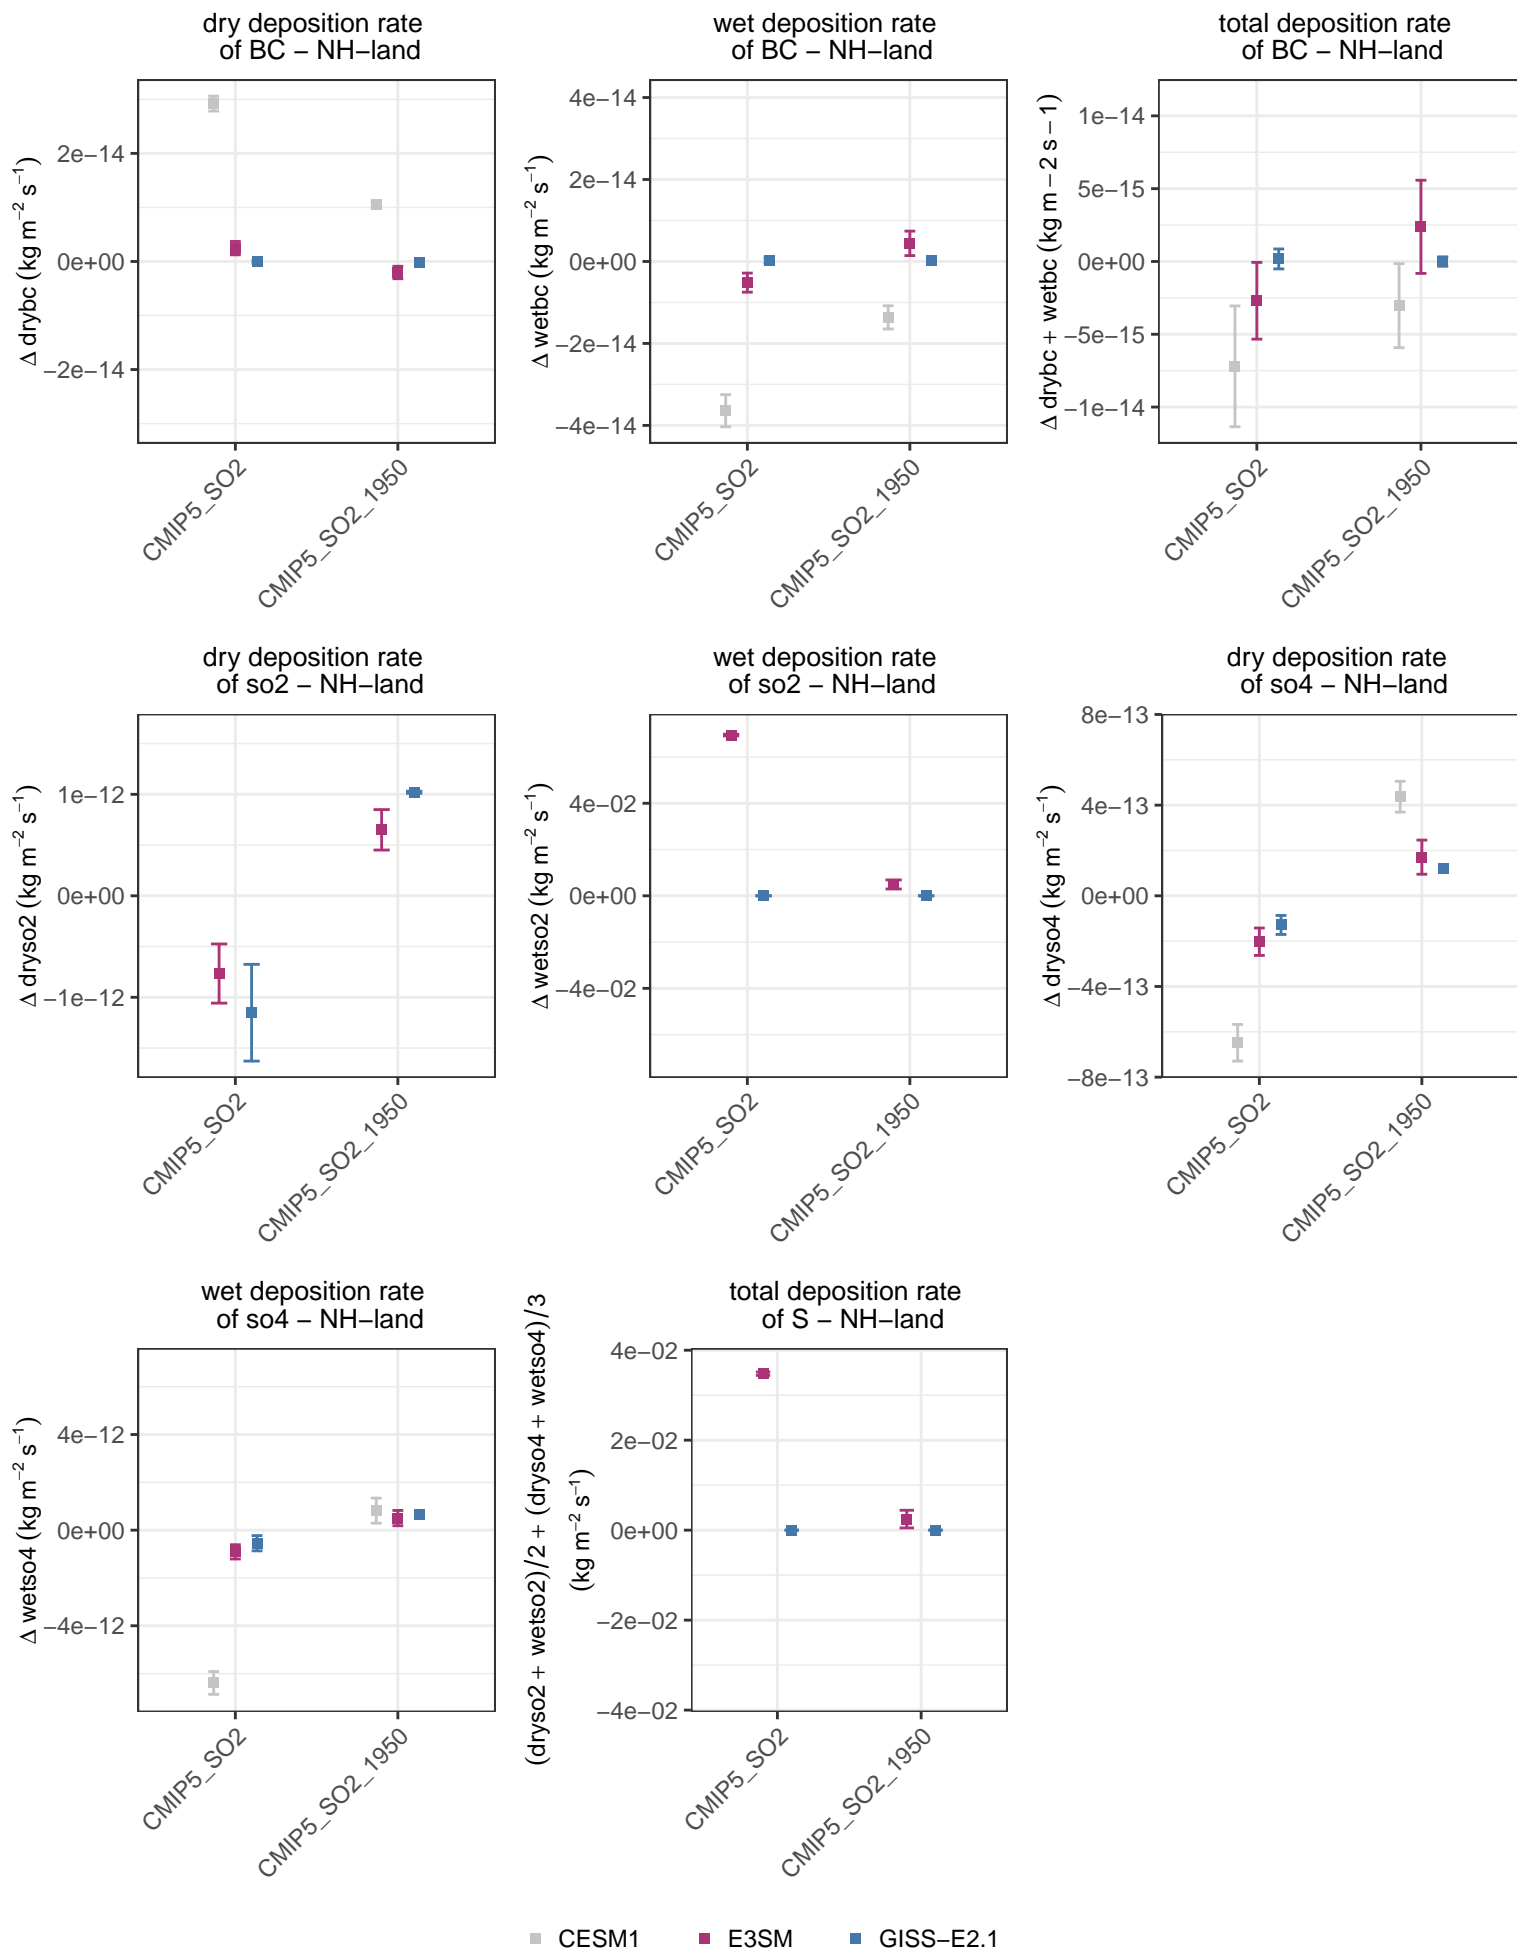 dry deposition rate
of BC − NH−land
Δ drybc (kg m⁻² s⁻¹)
2e−14
0e+00
−2e−14
CMIP5_SO2
CMIP5_SO2_1950
wet deposition rate
of BC − NH−land
Δ wetbc (kg m⁻² s⁻¹)
4e−14
2e−14
0e+00
−2e−14
−4e−14
CMIP5_SO2
CMIP5_SO2_1950
total deposition rate
of BC − NH−land
Δ drybc + wetbc (kg m − 2 s − 1)
1e−14
5e−15
0e+00
−5e−15
−1e−14
CMIP5_SO2
CMIP5_SO2_1950
dry deposition rate
of so2 − NH−land
Δ dryso2 (kg m⁻² s⁻¹)
1e−12
0e+00
−1e−12
CMIP5_SO2
CMIP5_SO2_1950
wet deposition rate
of so2 − NH−land
Δ wetso2 (kg m⁻² s⁻¹)
4e−02
0e+00
−4e−02
CMIP5_SO2
CMIP5_SO2_1950
dry deposition rate
of so4 − NH−land
Δ dryso4 (kg m⁻² s⁻¹)
8e−13
4e−13
0e+00
−4e−13
−8e−13
CMIP5_SO2
CMIP5_SO2_1950
wet deposition rate
of so4 − NH−land
Δ wetso4 (kg m⁻² s⁻¹)
4e−12
0e+00
−4e−12
CMIP5_SO2
CMIP5_SO2_1950
total deposition rate
of S − NH−land
(dryso2 + wetso2)/2 + (dryso4 + wetso4)/3
(kg m⁻² s⁻¹)
4e−02
2e−02
0e+00
−2e−02
−4e−02
CMIP5_SO2
CMIP5_SO2_1950
CESM1
E3SM
GISS−E2.1